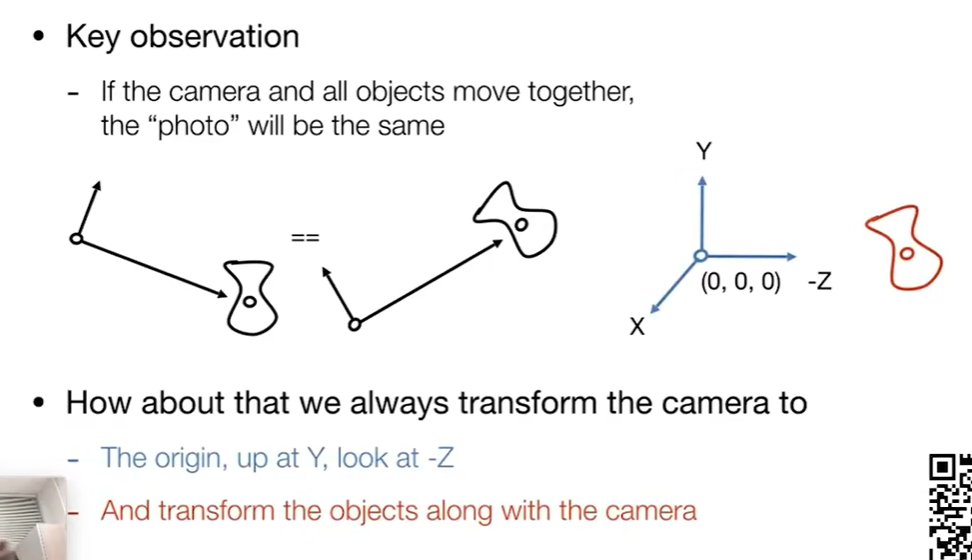 • Key observation
- If the camera and all objects move together,
the “photo” will be the same
Y
==
(0, 0, 0) -Z
X
• How about that we always transform the camera to
- The origin, up at Y, look at -Z
- And transform the objects along with the camera